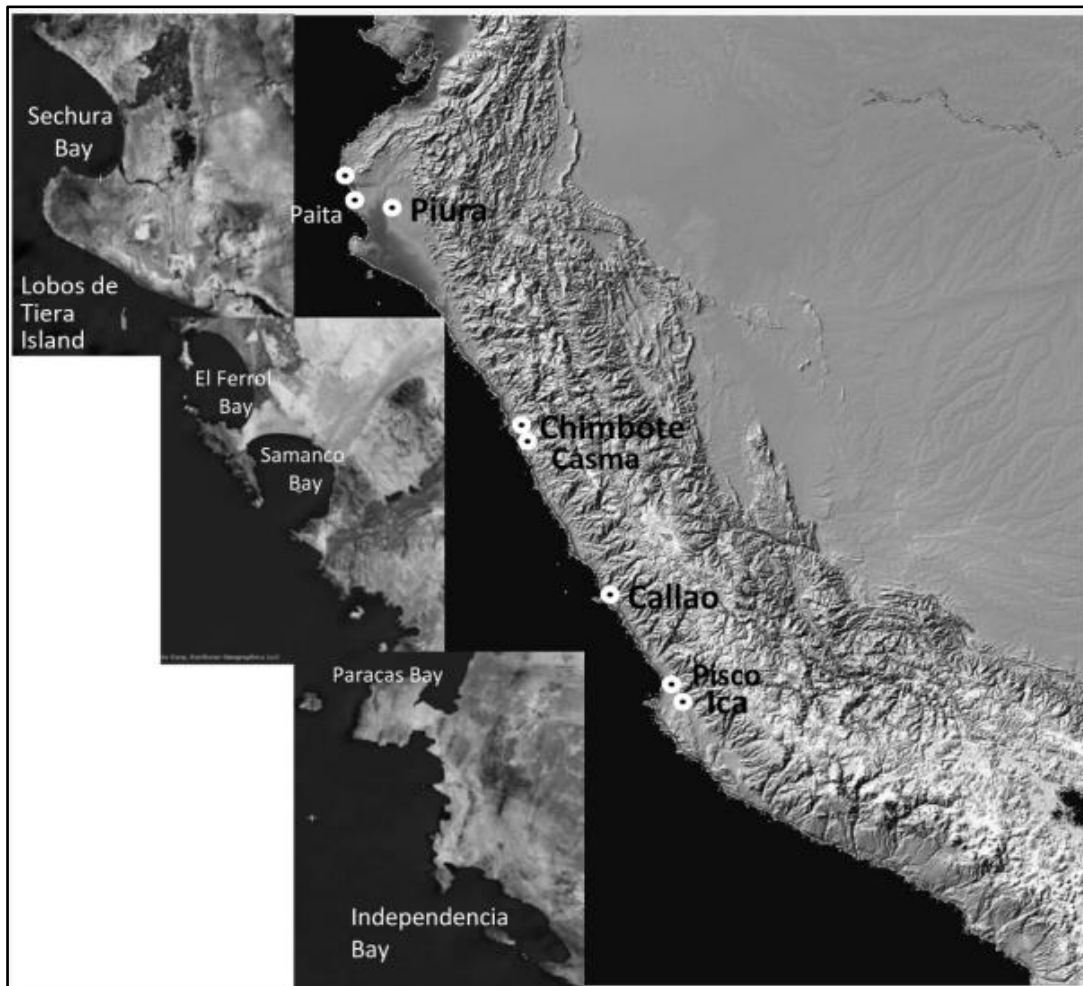 Sechura
Bay
Lobos de
Tiera
Island
Paita
Piura
El Ferrol
Bay
Samanco
Bay
Chimbote
Casma
Callao
Paracas Bay
Pisco
Ica
Independencia
Bay